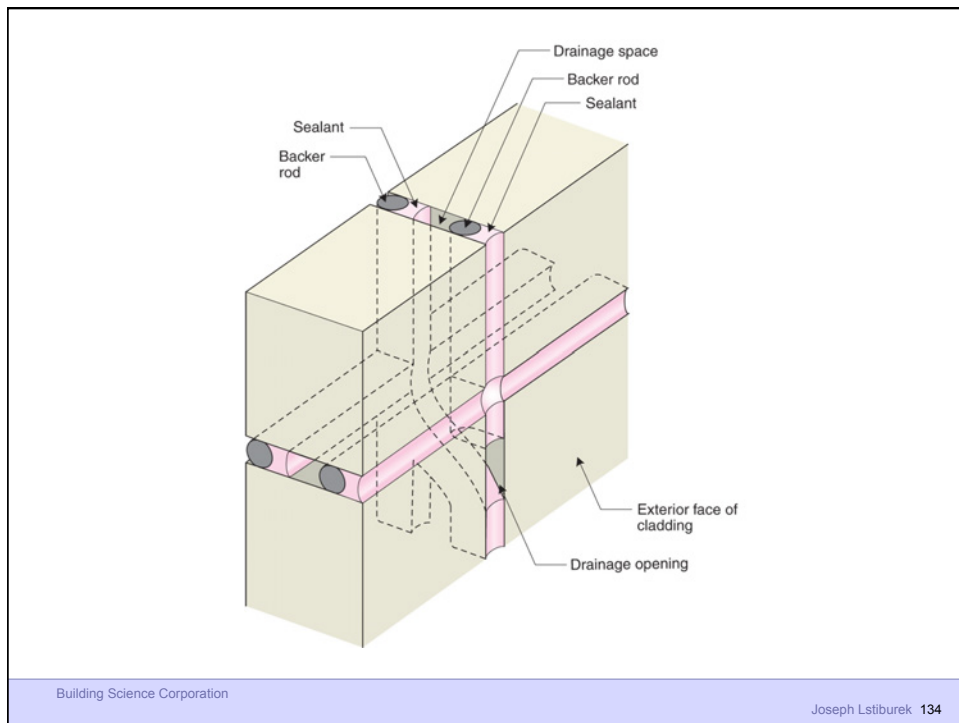 Drainage space
Backer rod
Sealant
Sealant
Backer
rod
Exterior face of
cladding
Drainage opening
Building Science Corporation
Joseph Lstiburek 134